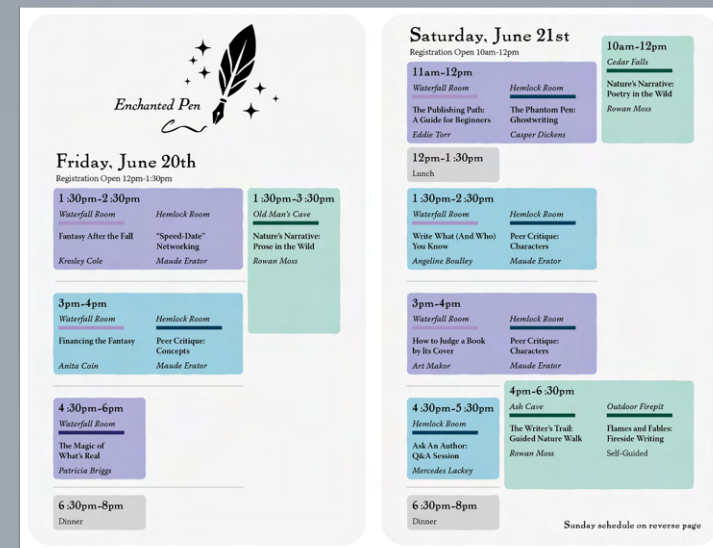 Enchanted Pen
Friday, June 20th
Registration Open 12pm-1:30pm
1:30pm-2:30pm
Waterfall Room
Fantasy After the Fall
Kresley Cole
Hemlock Room
"Speed-Date"
Networking
Maude Erator
1:30pm-3:30pm
Old Man's Cave
Nature's Narrative:
Prose in the Wild
Rowan Moss
3pm-4pm
Waterfall Room
Financing the Fantasy
Anita Coin
Hemlock Room
Peer Critique:
Concepts
Maude Erator
4:30pm-6pm
Waterfall Room
The Magic of
What's Real
Patricia Briggs
6:30pm-8pm
Dinner
Saturday, June 21st
Registration Open 10am-12pm
10am-12pm
Cedar Falls
Nature's Narrative:
Poetry in the Wild
Rowan Moss
11am-12pm
Waterfall Room
The Publishing Path:
A Guide for Beginners
Eddie Torr
Hemlock Room
The Phantom Pen:
Ghostwriting
Casper Dickens
12pm-1:30pm
Lunch
1:30pm-2:30pm
Waterfall Room
Write What (And Who)
You Know
Angeline Boulley
Hemlock Room
Peer Critique:
Characters
Maude Erator
3pm-4pm
Waterfall Room
How to Judge a Book
by Its Cover
Art Makor
Hemlock Room
Peer Critique:
Characters
Maude Erator
4pm-6:30pm
Ash Cave
The Writer's Trail:
Guided Nature Walk
Rowan Moss
Outdoor Firepit
Flames and Fables:
Fireside Writing
Self-Guided
4:30pm-5:30pm
Hemlock Room
Ask An Author:
Q&A Session
Mercedes Lackey
6:30pm-8pm
Dinner
Sunday schedule on reverse page